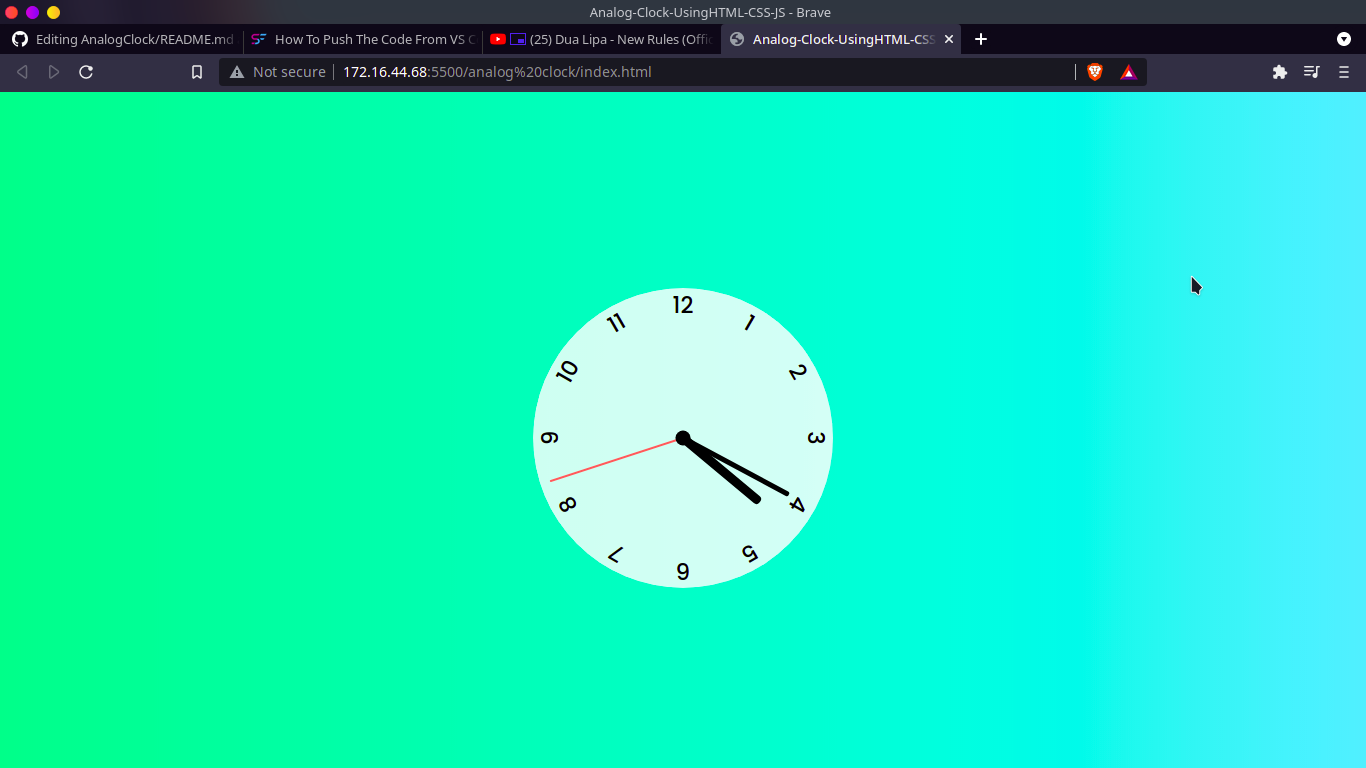 Analog-Clock-UsingHTML-CSS-JS - Brave
Editing AnalogClock/README.md
How To Push The Code From VS C
(25) Dua Lipa - New Rules (Offic
Analog-Clock-UsingHTML-CSS
Not secure 172.16.44.68:5500/analog%20clock/index.html
12
11 1
10 2
9 3
8 4
7 5
6